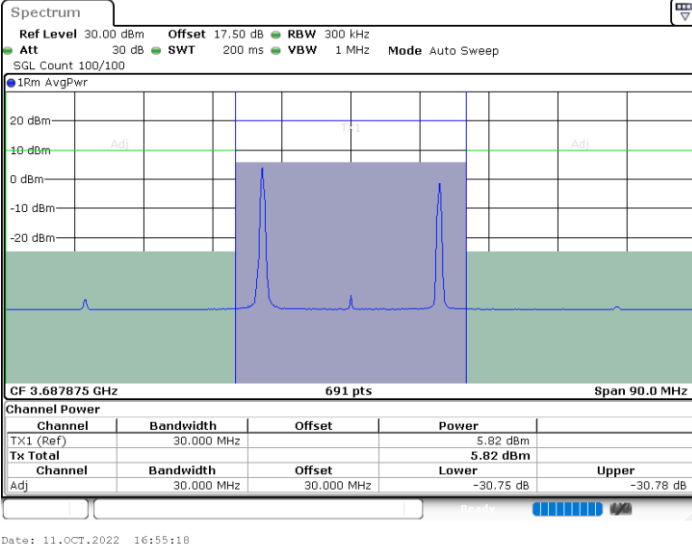 Spectrum
Ref Level 30.00 dBm Offset 17.50 dB RBW 300 kHz
Att 30 dB SWT 200 ms VBW 1 MHz Mode Auto Sweep
SGL Count 100/100
1Rm AvgPwr
20 dBm
TX1
Adj Adj
10 dBm
0 dBm
-10 dBm
-20 dBm
CF 3.687875 GHz 691 pts Span 90.0 MHz
Channel Power
Channel Bandwidth Offset Power
TX1 (Ref) 30.000 MHz 5.82 dBm
Tx Total 5.82 dBm
Channel Bandwidth Offset Lower Upper
Adj 30.000 MHz 30.000 MHz -30.75 dB -30.78 dB
Ready
Date: 11.OCT.2022 16:55:18